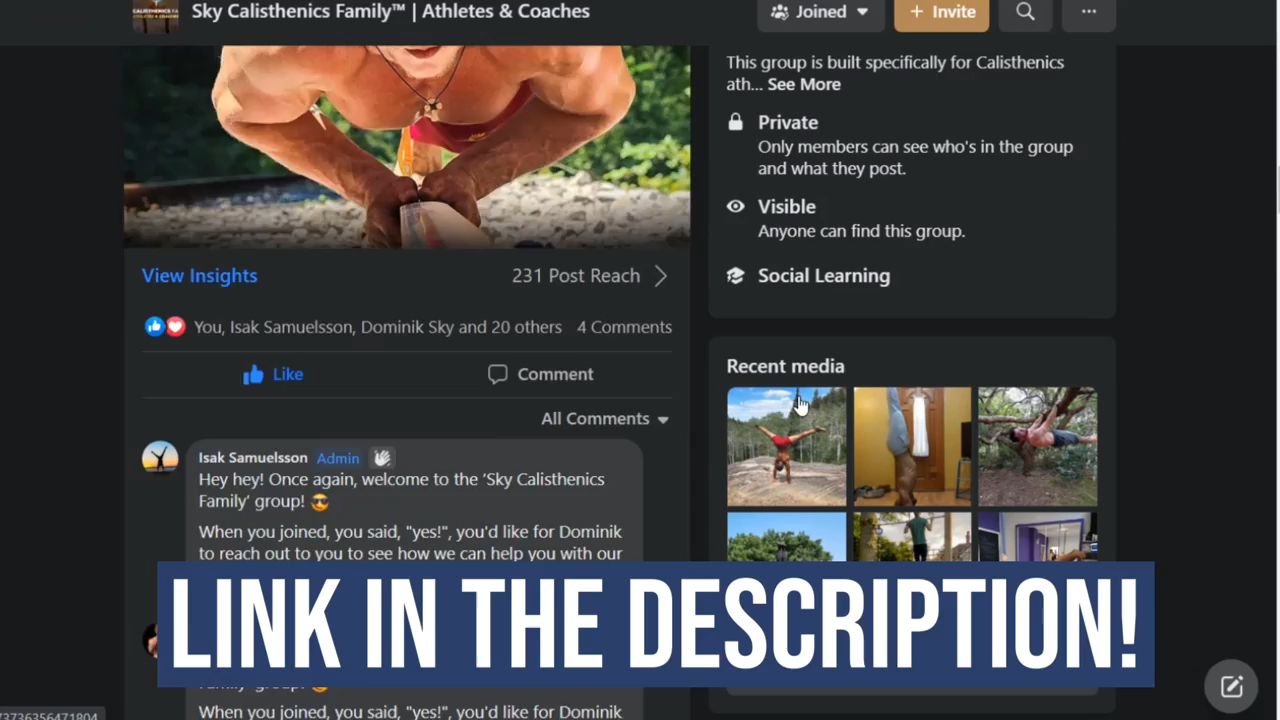 Sky Calisthenics Family™ | Athletes & Coaches
Joined
+ Invite
This group is built specifically for Calisthenics
ath... See More
Private
Only members can see who's in the group
and what they post.
Visible
Anyone can find this group.
Social Learning
View Insights
231 Post Reach
You, Isak Samuelsson, Dominik Sky and 20 others
4 Comments
Like
Comment
All Comments
Recent media
Isak Samuelsson Admin
Hey hey! Once again, welcome to the ‘Sky Calisthenics
Family’ group!
When you joined, you said, "yes!", you'd like for Dominik
to reach out to you to see how we can help you with our
LINK IN THE DESCRIPTION!
When you joined, you said, "yes!", you'd like for Dominik